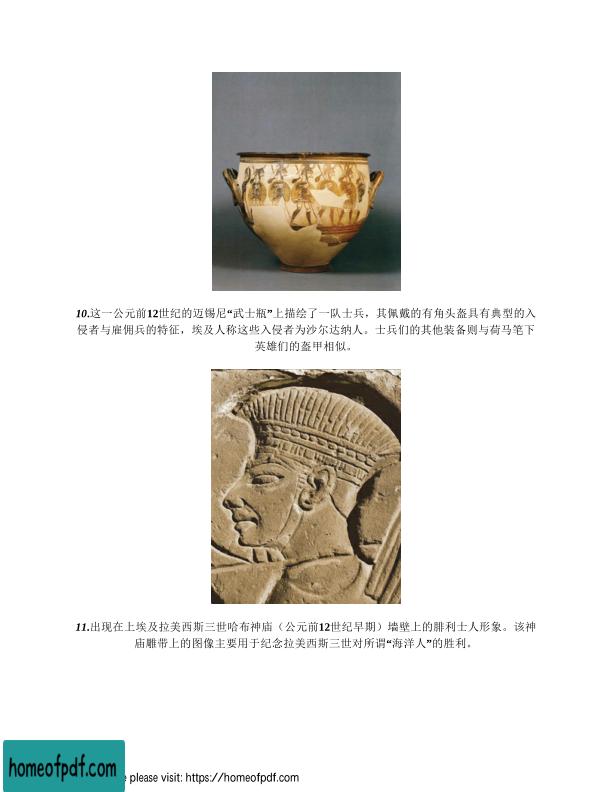 10.这一公元前12世纪的迈锡尼“武士瓶”上描绘了一队士兵，其佩戴的有角头盔具有典型的入
侵者与雇佣兵的特征，埃及人称这些入侵者为沙尔达纳人。士兵们的其他装备则与荷马笔下
英雄们的盔甲相似。
11.出现在上埃及拉美西斯三世哈布神庙（公元前12世纪早期）墙壁上的腓利士人形象。该神
庙雕带上的图像主要用于纪念拉美西斯三世对所谓“海洋人”的胜利。
homeofpdf.com
please visit: https://homeofpdf.com